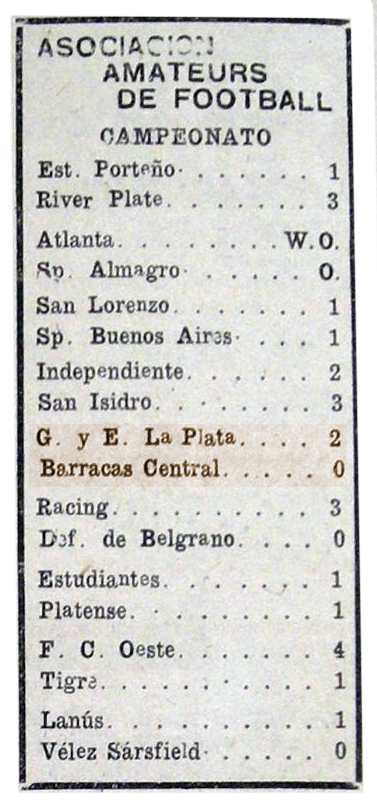 ASOCIACION
AMATEURS
DE FOOTBALL
CAMPEONATO
Est. Porteño . . . . . . 1
River Plate . . . . . . . 3
Atlanta . . . . . . . . W.O.
Sp. Almagro . . . . . . O.
San Lorenzo . . . . . . . 1
Sp. Buenos Aires . . . . 1
Independiente . . . . . . 2
San Isidro . . . . . . . . 3
G. y E. La Plata . . . . 2
Barracas Central . . . . . 0
Racing . . . . . . . . . . 3
Def. de Belgrano . . . . 0
Estudiantes . . . . . . . 1
Platense . . . . . . . . . 1
F. C. Oeste . . . . . . . 4
Tigre . . . . . . . . . . 1
Lanús . . . . . . . . . . 1
Vélez Sársfield . . . . . 0